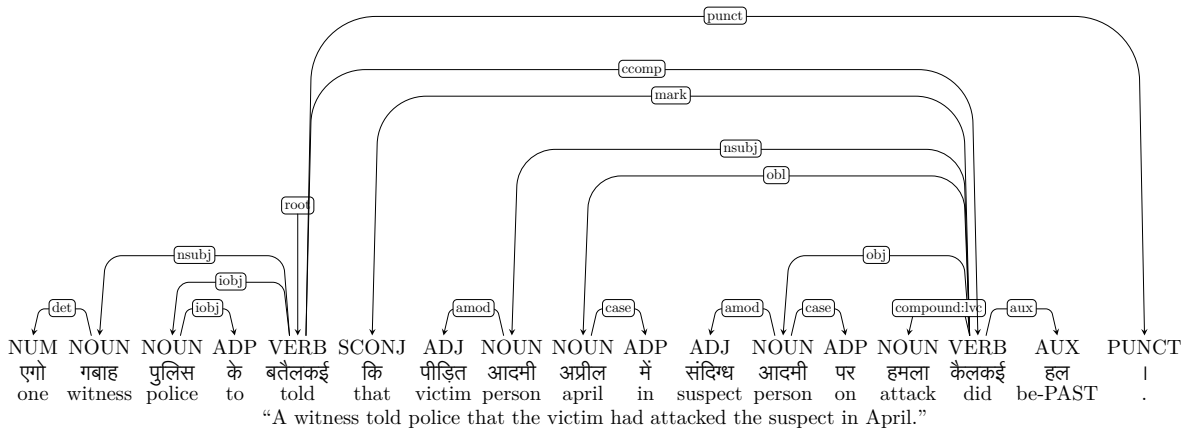 punct
ccomp
mark
nsubj
obl
root
nsubj obj
iobj
det iobj amod case amod case compound:lvc aux
NUM NOUN NOUN ADP VERB SCONJ ADJ NOUN NOUN ADP ADJ NOUN ADP NOUN VERB AUX PUNCT
एगो गबाह पुलिस के बतैलकई कि पीड़ित आदमी अप्रील में संदिग्ध आदमी पर हमला कैलकई हल ।
one witness police to told that victim person april in suspect person on attack did be-PAST .
“A witness told police that the victim had attacked the suspect in April.”